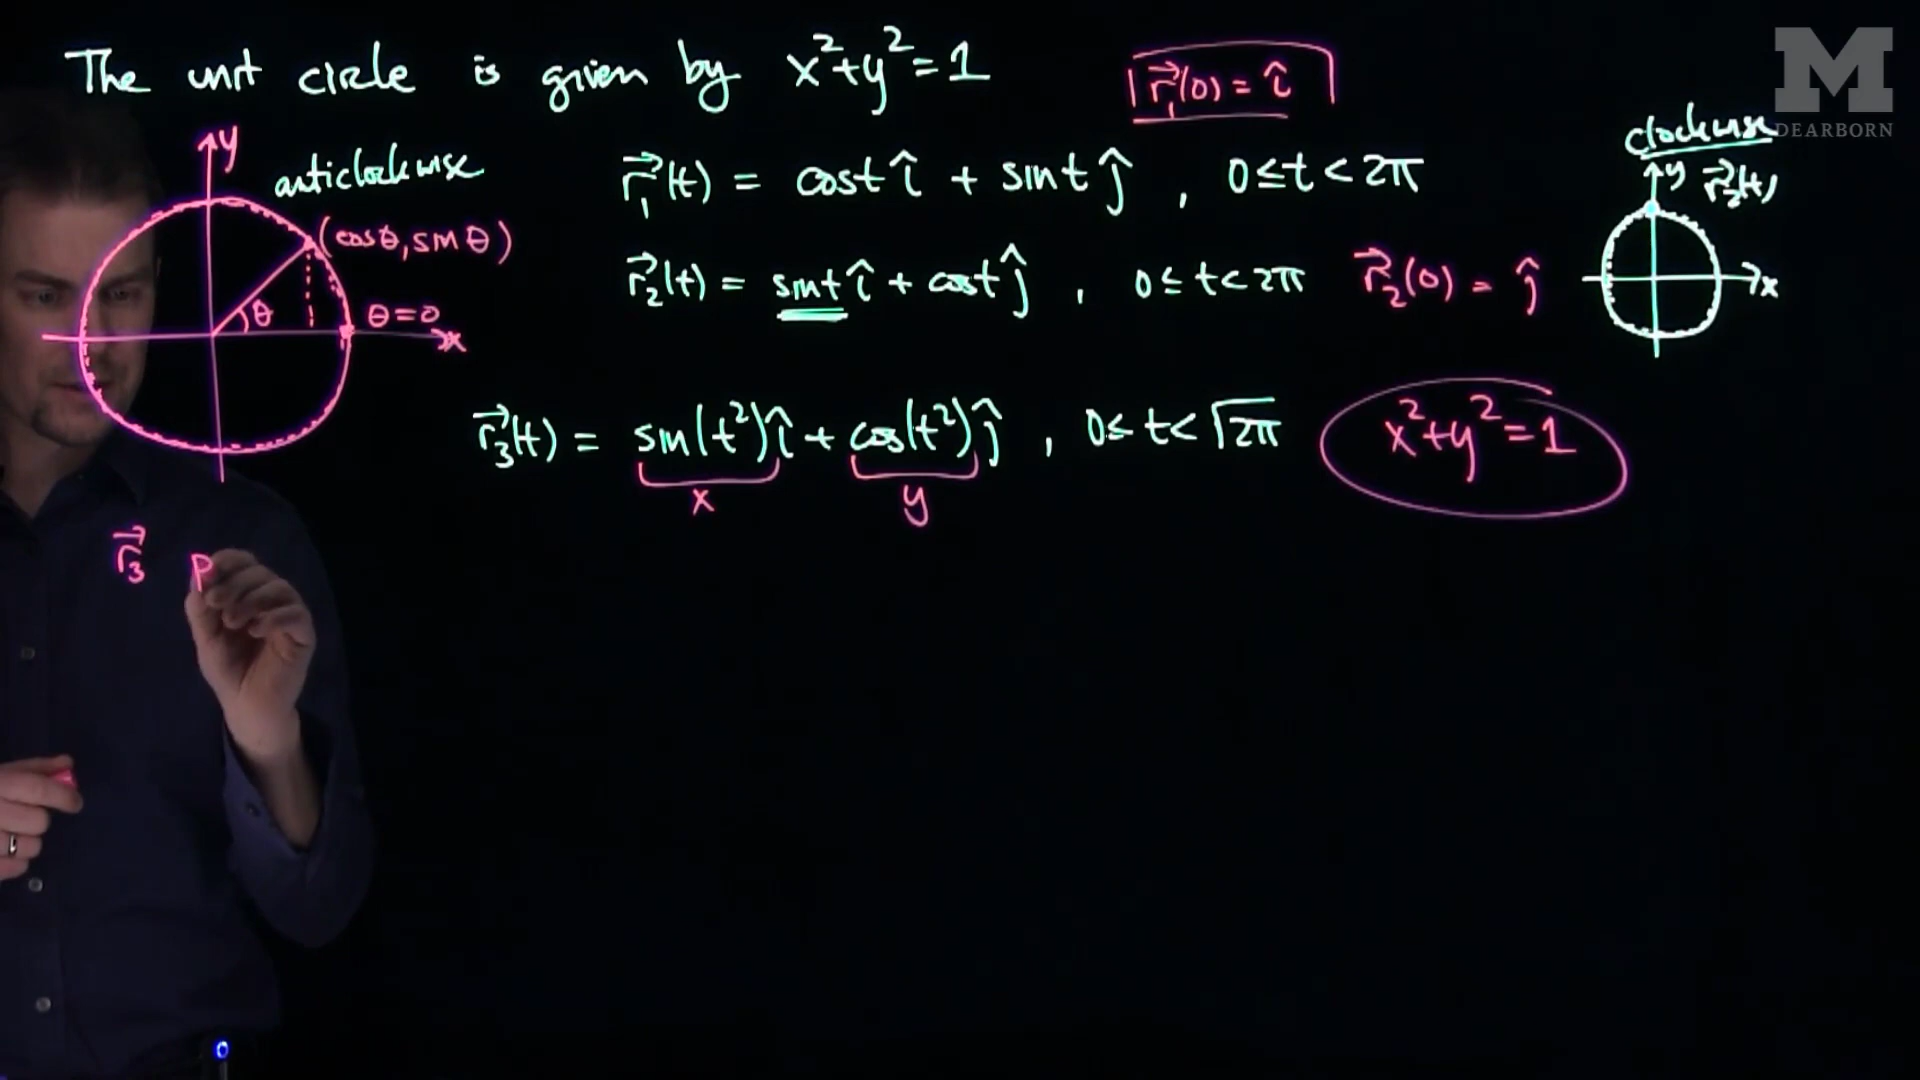 The unit circle is given by x²+y²=1
r⃗₁(0) = î
M
DEARBORN
clockwise
y
anticlockwise
r⃗₁(t) = cost î + sint ĵ , 0≤t<2π
y r⃗₂(t)
(cosθ, sinθ)
r⃗₂(t) = sint î + cost ĵ , 0≤t<2π r⃗₂(0) = ĵ
x
θ θ=0
x
r⃗₃(t) = sin(t²) î + cos(t²) ĵ , 0≤t<√2π x²+y²=1
x y
r⃗₃ P